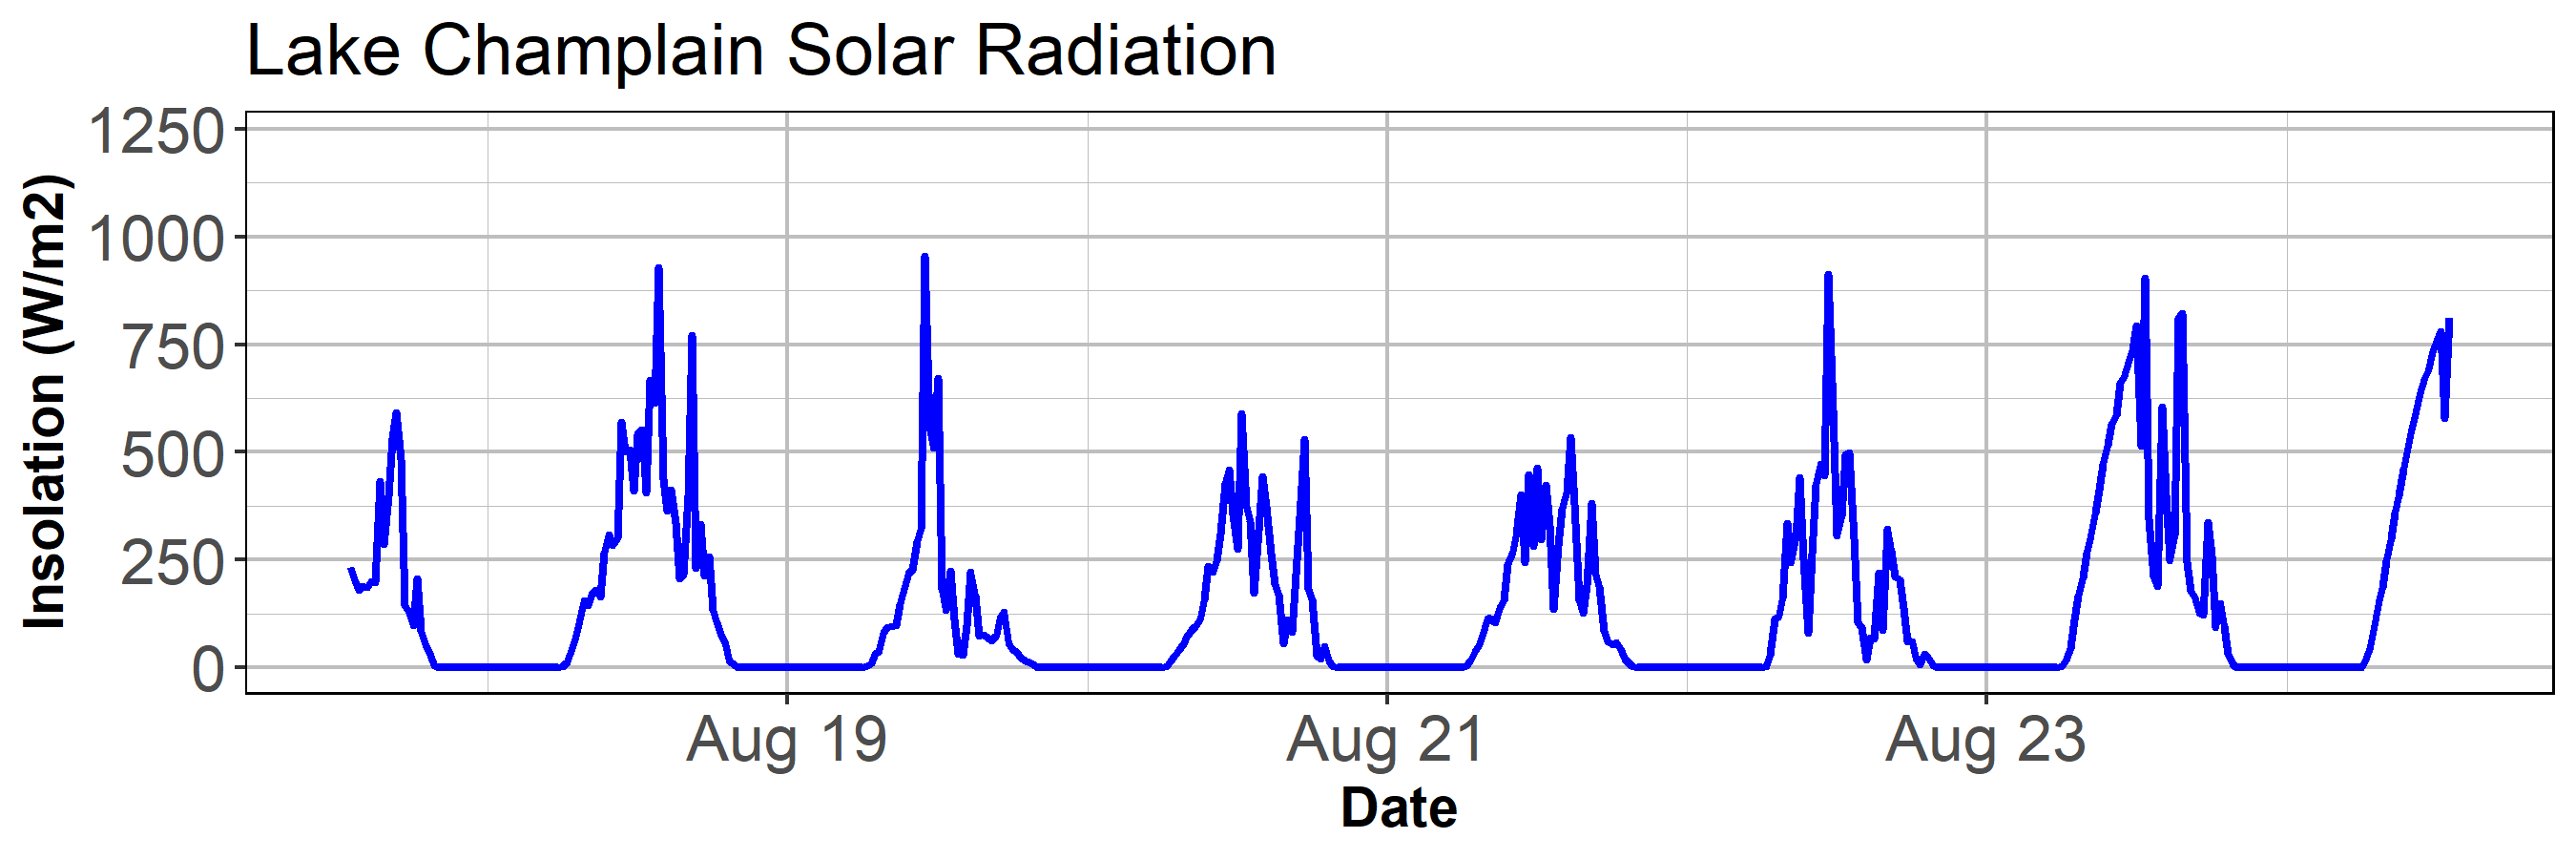 Lake Champlain Solar Radiation
1250
1000
750
500
250
0
Insolation (W/m2)
Aug 19
Aug 21
Aug 23
Date